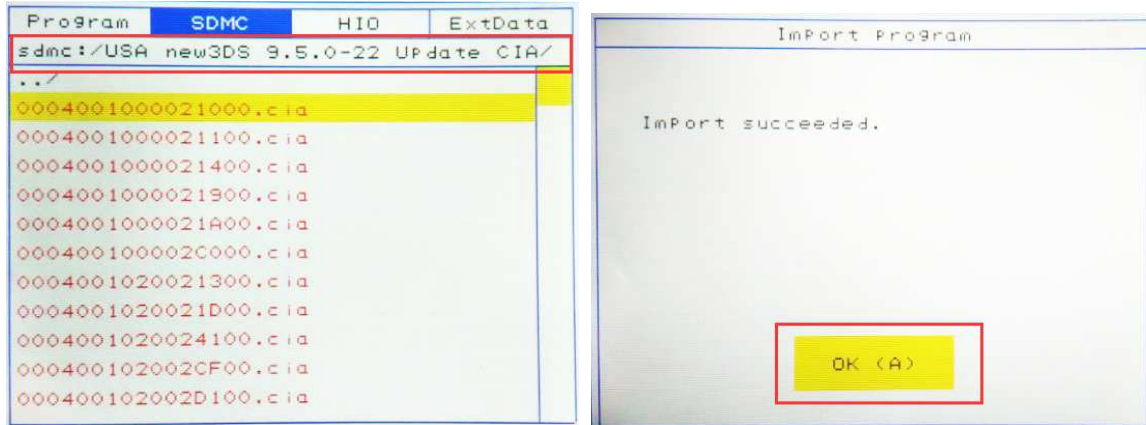 Program SDMC HIO ExtData
sdmc:/USA new3DS 9.5.0-22 Update CIA/
../
0004001000021000.cia
0004001000021100.cia
0004001000021400.cia
0004001000021900.cia
0004001000021A00.cia
000400100002C000.cia
0004001020021300.cia
0004001020021D00.cia
0004001020024100.cia
000400102002CF00.cia
000400102002D100.cia
Import Program
Import succeeded.
OK (A)